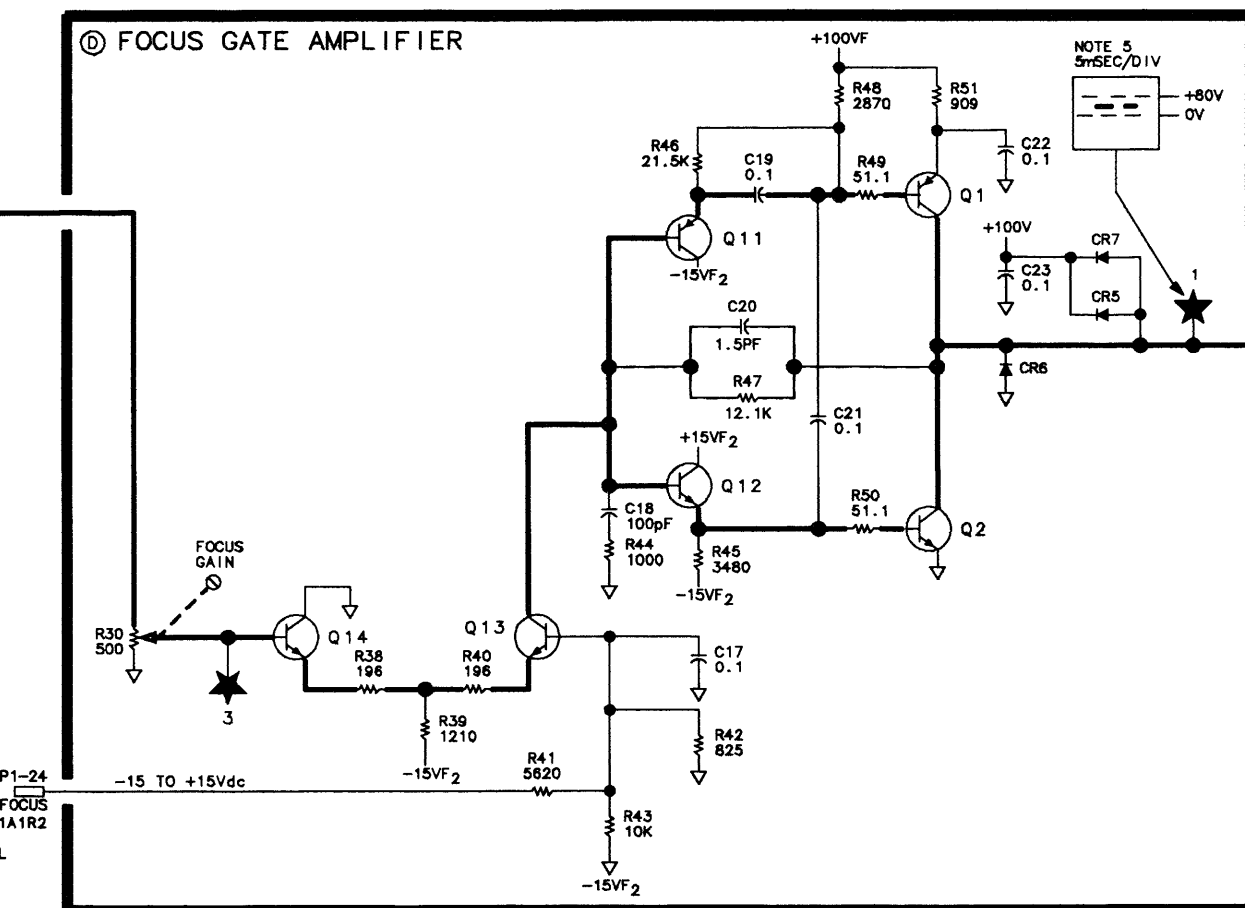 D FOCUS GATE AMPLIFIER
+100VF
NOTE 5
5mSEC/DIV
+80V
0V
R48
2870
R51
909
R46
21.5K
C19
0.1
R49
51.1
C22
0.1
Q1
Q11
-15VF2
+100V
C23
0.1
CR7
CR5
1
C20
1.5PF
R47
12.1K
CR6
C21
0.1
+15VF2
Q12
C18
100pF
R44
1000
R45
3480
-15VF2
R50
51.1
Q2
FOCUS
GAIN
R30
500
3
Q14
R38
196
R40
196
Q13
R39
1210
-15VF2
C17
0.1
R42
825
P1-24
FOCUS
1A1R2
L
-15 TO +15Vdc
R41
5620
R43
10K
-15VF2